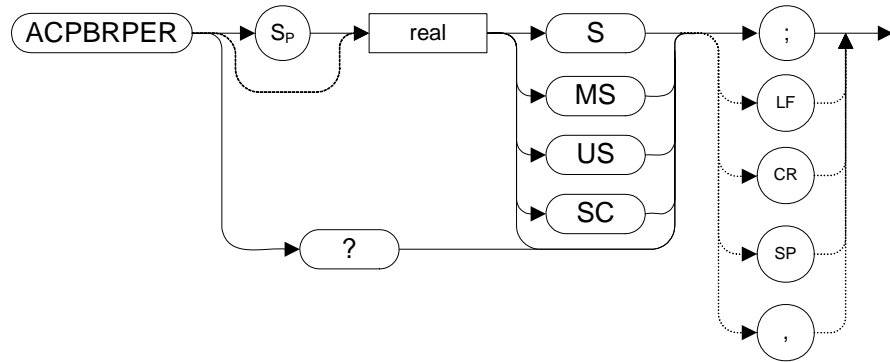 ACPBRPER
SP
real
S
;
MS
LF
US
CR
SC
?
SP
,